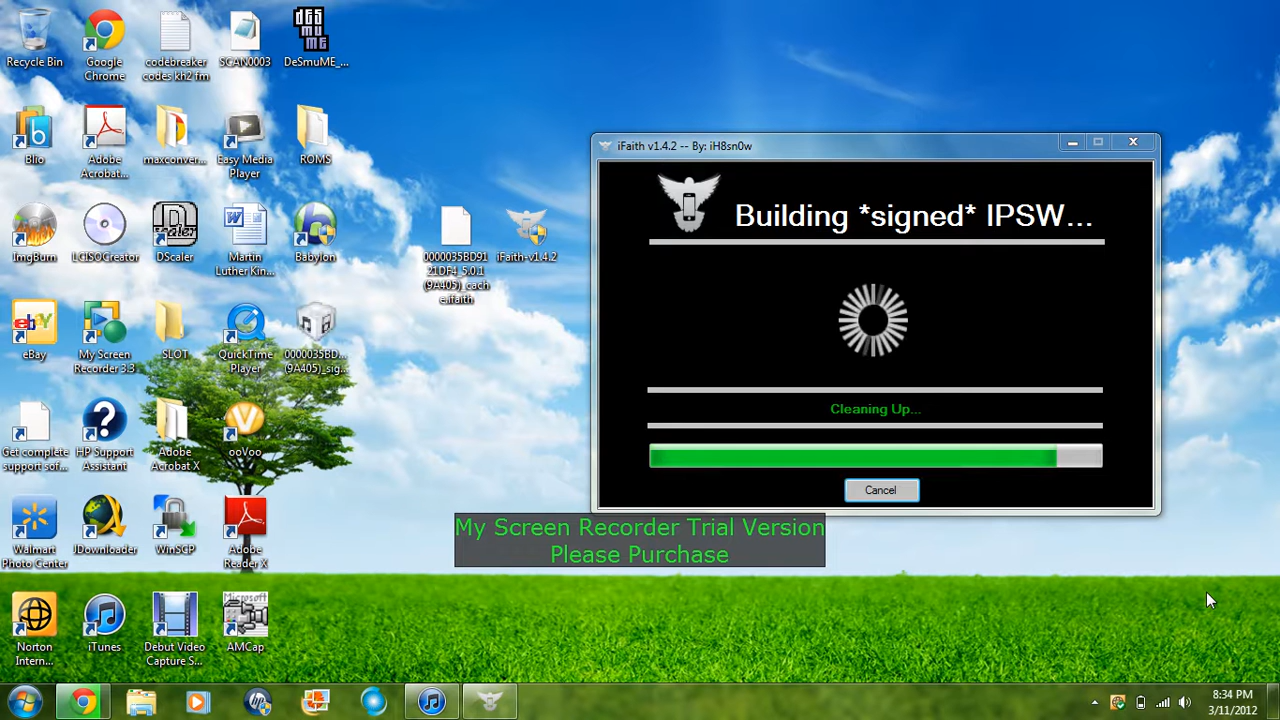 Recycle Bin
Google
Chrome
codebreaker
codes kh2 fm
SCAN0003
DeSmuME_...
Blio
Adobe
Acrobat...
maxconver...
Easy Media
Player
ROMS
ImgBurn
LCISOCreator
DScaler
Martin
Luther Kin...
Babylon
0000035BD91
21DF4_5.0.1
(9A405)_cach
e.ifaith
iFaith-v1.4.2
eBay
My Screen
Recorder 3.3
SLOT
QuickTime
Player
0000035BD...
(9A405)_sig...
Get complete
support sof...
HP Support
Assistant
Adobe
Acrobat X
ooVoo
Walmart
Photo Center
JDownloader
WinSCP
Adobe
Reader X
Norton
Intern...
iTunes
Debut Video
Capture S...
Microsoft
AMCap
iFaith v1.4.2 -- By: iH8sn0w
Building *signed* IPSW...
Cleaning Up...
Cancel
My Screen Recorder Trial Version
Please Purchase
8:34 PM
3/11/2012